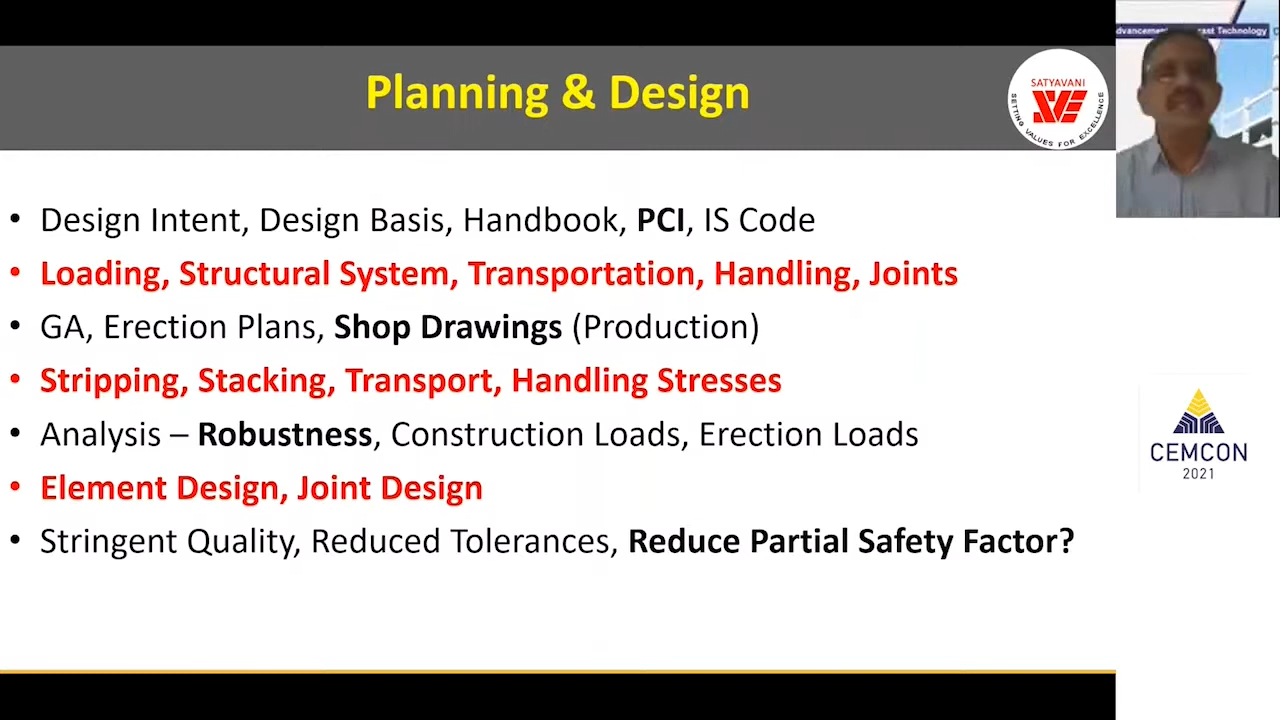 Planning & Design
SATYAVANI
SETTING VALUES FOR EXCELLENCE
Technology
• Design Intent, Design Basis, Handbook, PCI, IS Code
• Loading, Structural System, Transportation, Handling, Joints
• GA, Erection Plans, Shop Drawings (Production)
• Stripping, Stacking, Transport, Handling Stresses
• Analysis – Robustness, Construction Loads, Erection Loads
• Element Design, Joint Design
• Stringent Quality, Reduced Tolerances, Reduce Partial Safety Factor?
CEMCON
2021